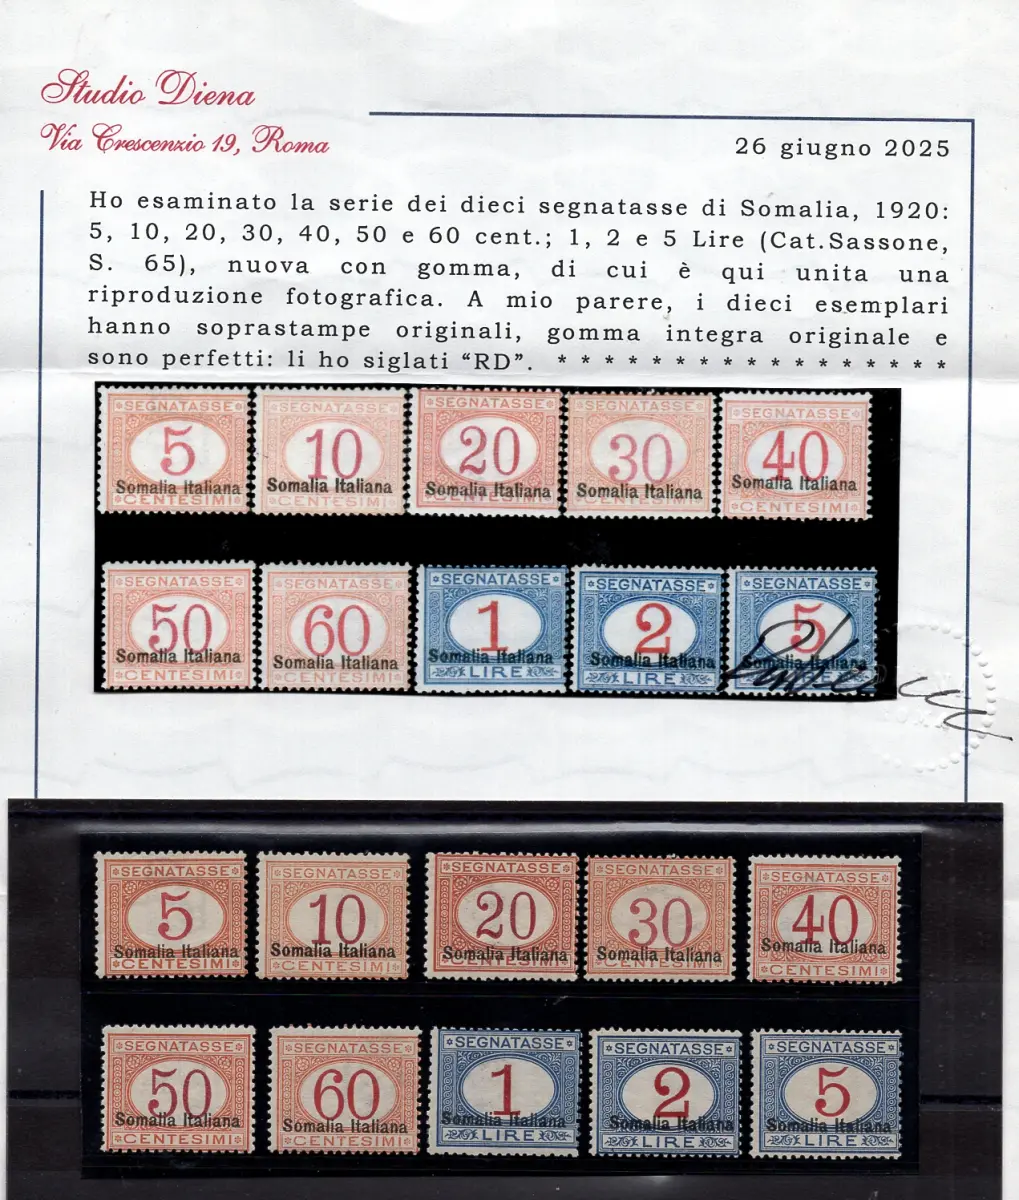 Studio Diena
Via Crescenzio 19, Roma
26 giugno 2025
Ho esaminato la serie dei dieci segnatasse di Somalia, 1920:
5, 10, 20, 30, 40, 50 e 60 cent.; 1, 2 e 5 Lire (Cat.Sassone,
S. 65), nuova con gomma, di cui è qui unita una
riproduzione fotografica. A mio parere, i dieci esemplari
hanno soprastampe originali, gomma integra originale e
sono perfetti: li ho siglati “RD”. * * * * * * * * * * * * * * * * *
SEGNATASSE SEGNATASSE SEGNATASSE SEGNATASSE SEGNATASSE
5 10 20 30 40
Somalia Italiana Somalia Italiana Somalia Italiana Somalia Italiana Somalia Italiana
CENTESIMI CENTESIMI CENTESIMI CENTESIMI CENTESIMI
SEGNATASSE SEGNATASSE SEGNATASSE SEGNATASSE SEGNATASSE
50 60 1 2 5
Somalia Italiana Somalia Italiana Somalia Italiana Somalia Italiana Somalia Italiana
CENTESIMI CENTESIMI LIRE LIRE LIRE
SEGNATASSE SEGNATASSE SEGNATASSE SEGNATASSE SEGNATASSE
5 10 20 30 40
Somalia Italiana Somalia Italiana Somalia Italiana Somalia Italiana Somalia Italiana
CENTESIMI CENTESIMI CENTESIMI CENTESIMI CENTESIMI
SEGNATASSE SEGNATASSE SEGNATASSE SEGNATASSE SEGNATASSE
50 60 1 2 5
Somalia Italiana Somalia Italiana Somalia Italiana Somalia Italiana Somalia Italiana
CENTESIMI CENTESIMI LIRE LIRE LIRE